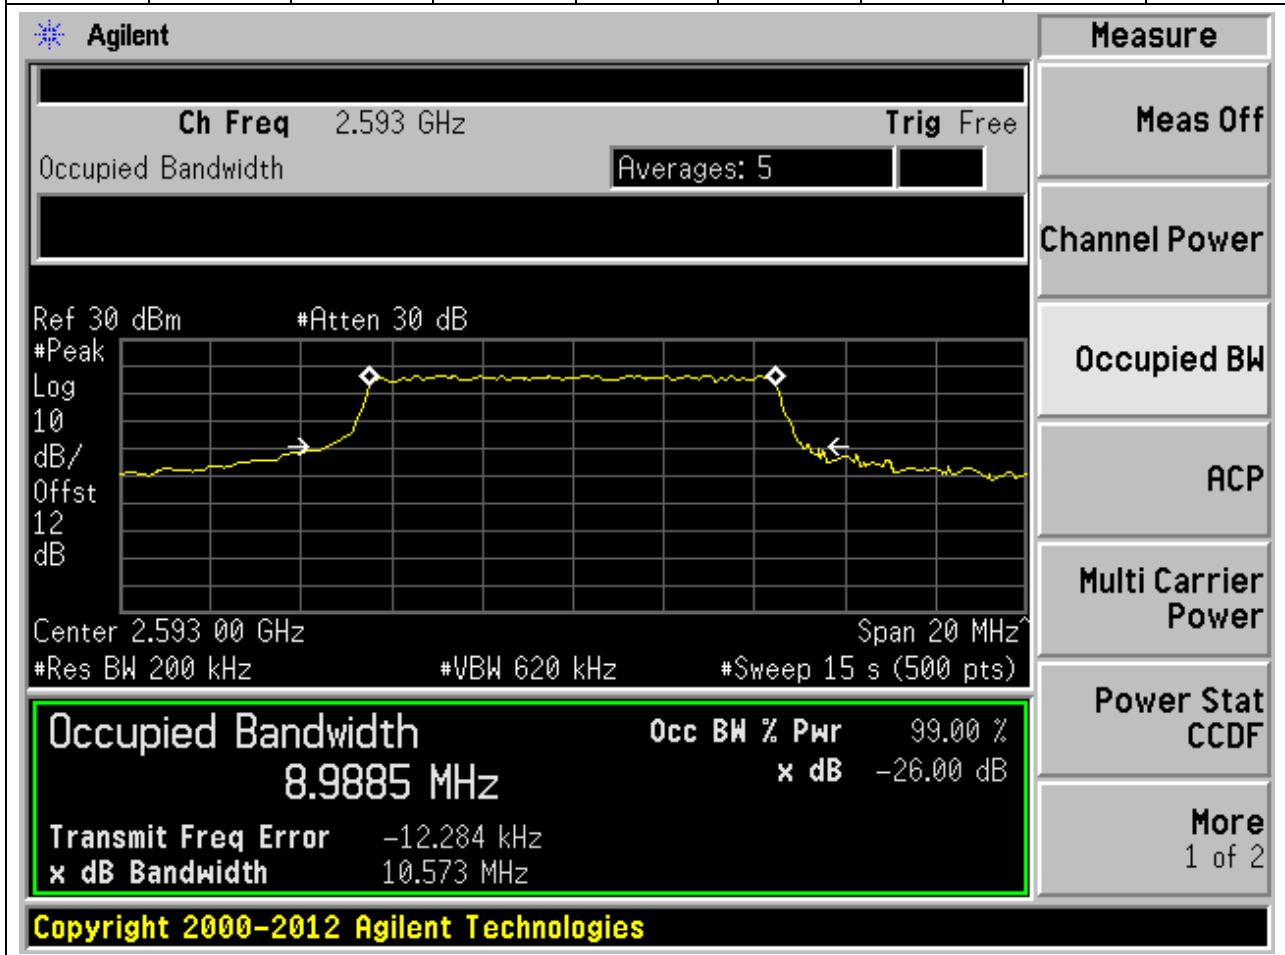 Agilent
Measure
Ch Freq 2.593 GHz Trig Free
Occupied Bandwidth Averages: 5
Meas Off
Channel Power
Occupied BW
ACP
Multi Carrier
Power
Power Stat
CCDF
More
1 of 2
Ref 30 dBm #Atten 30 dB
#Peak
Log
10
dB/
Offst
12
dB
Center 2.593 00 GHz Span 20 MHz^
#Res BW 200 kHz #VBW 620 kHz #Sweep 15 s (500 pts)
Occupied Bandwidth Occ BW % Pwr 99.00 %
8.9885 MHz x dB -26.00 dB
Transmit Freq Error -12.284 kHz
x dB Bandwidth 10.573 MHz
Copyright 2000-2012 Agilent Technologies